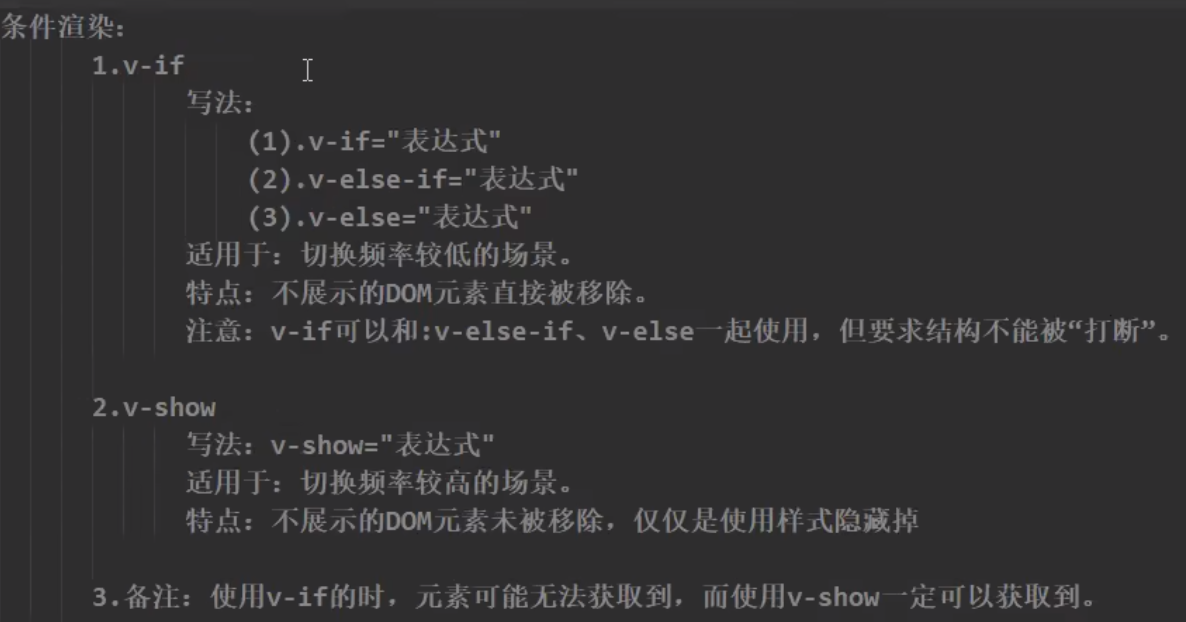 条件渲染：
1.v-if
写法：
(1).v-if="表达式"
(2).v-else-if="表达式"
(3).v-else="表达式"
适用于：切换频率较低的场景。
特点：不展示的DOM元素直接被移除。
注意：v-if可以和:v-else-if、v-else一起使用，但要求结构不能被“打断”。
2.v-show
写法：v-show="表达式"
适用于：切换频率较高的场景。
特点：不展示的DOM元素未被移除，仅仅是使用样式隐藏掉
3.备注：使用v-if的时，元素可能无法获取到，而使用v-show一定可以获取到。